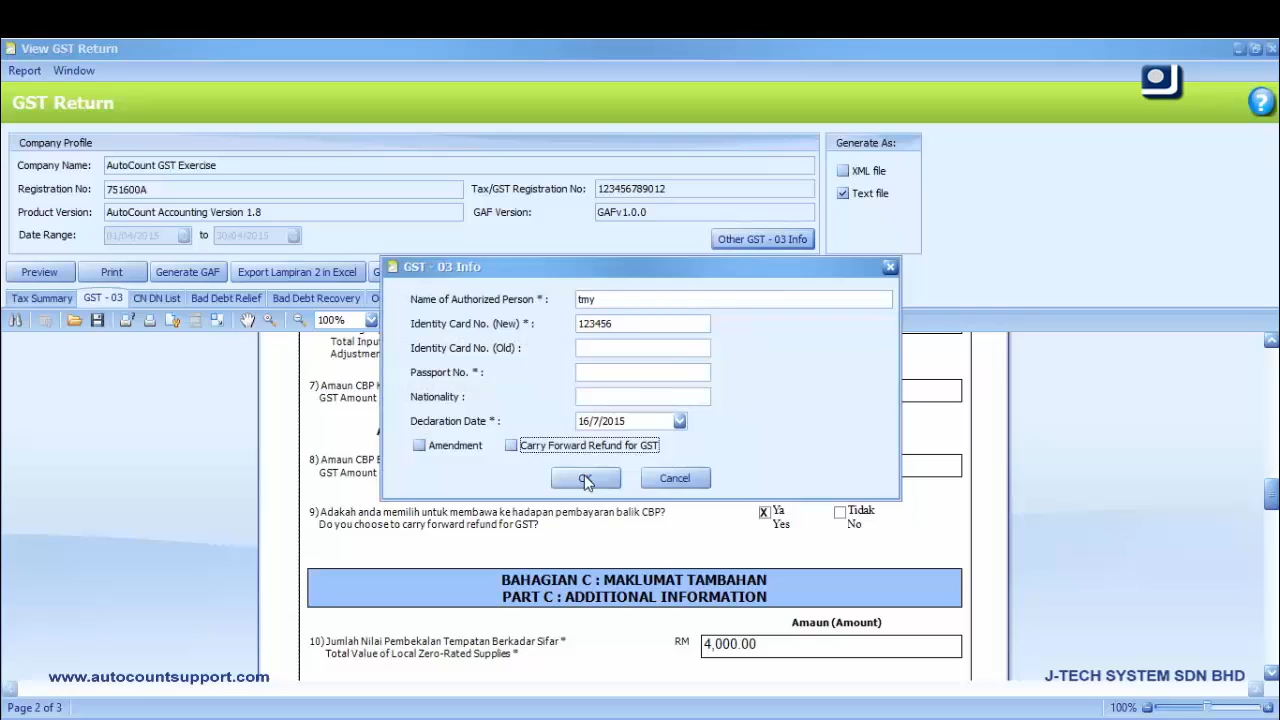 View GST Return
Report Window
GST Return
Company Profile
Generate As:
Company Name: AutoCount GST Exercise
XML file
Registration No: 751600A Tax/GST Registration No: 123456789012
Text file
Product Version: AutoCount Accounting Version 1.8 GAF Version: GAFv1.0.0
Date Range: 01/04/2015 to 30/04/2015
Other GST - 03 Info
Preview Print Generate GAF Export Lampiran 2 in Excel G
Tax Summary GST - 03 CN DN List Bad Debt Relief Bad Debt Recovery O
100%
GST - 03 Info
Name of Authorized Person * : tmy
Identity Card No. (New) * : 123456
Identity Card No. (Old) :
Passport No. * :
Nationality :
Declaration Date * : 16/7/2015
Amendment Carry Forward Refund for GST
Cancel
Total Input
Adjustmen
7) Amaun CBP K
GST Amount
A
8) Amaun CBP B
GST Amount
9) Adakah anda memilih untuk membawa ke hadapan pembayaran balik CBP? X Ya Tidak
Do you choose to carry forward refund for GST? Yes No
BAHAGIAN C : MAKLUMAT TAMBAHAN
PART C : ADDITIONAL INFORMATION
Amaun (Amount)
10) Jumlah Nilai Pembekalan Tempatan Berkadar Sifar * RM 4,000.00
Total Value of Local Zero-Rated Supplies *
www.autocountsupport.com
J-TECH SYSTEM SDN BHD
Page 2 of 3
100%